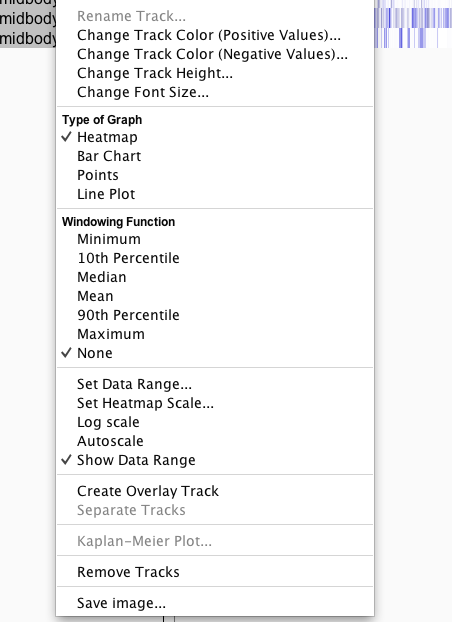 Rename Track...
midbody
Change Track Color (Positive Values)...
midbody
Change Track Color (Negative Values)...
Change Track Height...
Change Font Size...
Type of Graph
Heatmap
Bar Chart
Points
Line Plot
Windowing Function
Minimum
10th Percentile
Median
Mean
90th Percentile
Maximum
None
Set Data Range...
Set Heatmap Scale...
Log scale
Autoscale
Show Data Range
Create Overlay Track
Separate Tracks
Kaplan-Meier Plot...
Remove Tracks
Save image...